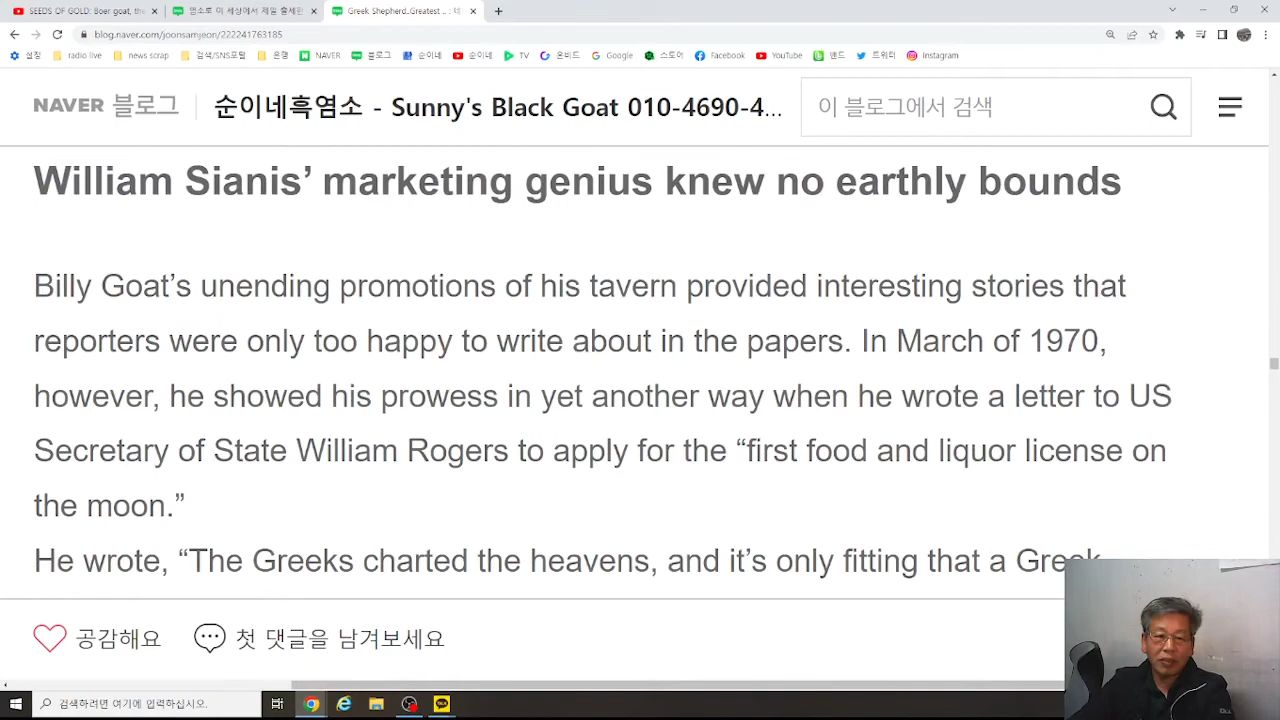 SEEDS OF GOLD: Boer goat, the
염소로 이 세상에서 제일 출세한
Greek Shepherd..Greatest .. : 네
blog.naver.com/joonsamjeon/222241763185
설정 radio live news scrap 검색/SNS포탈 은행 NAVER 블로그 순이네 순이네 TV 온비드 Google 스토어 Facebook YouTube 밴드 트위터 Instagram
NAVER 블로그 순이네흑염소 - Sunny's Black Goat 010-4690-4... 이 블로그에서 검색
William Sianis’ marketing genius knew no earthly bounds
Billy Goat’s unending promotions of his tavern provided interesting stories that
reporters were only too happy to write about in the papers. In March of 1970,
however, he showed his prowess in yet another way when he wrote a letter to US
Secretary of State William Rogers to apply for the “first food and liquor license on
the moon.”
He wrote, “The Greeks charted the heavens, and it’s only fitting that a Greek
공감해요 첫 댓글을 남겨보세요
검색하려면 여기에 입력하십시오.